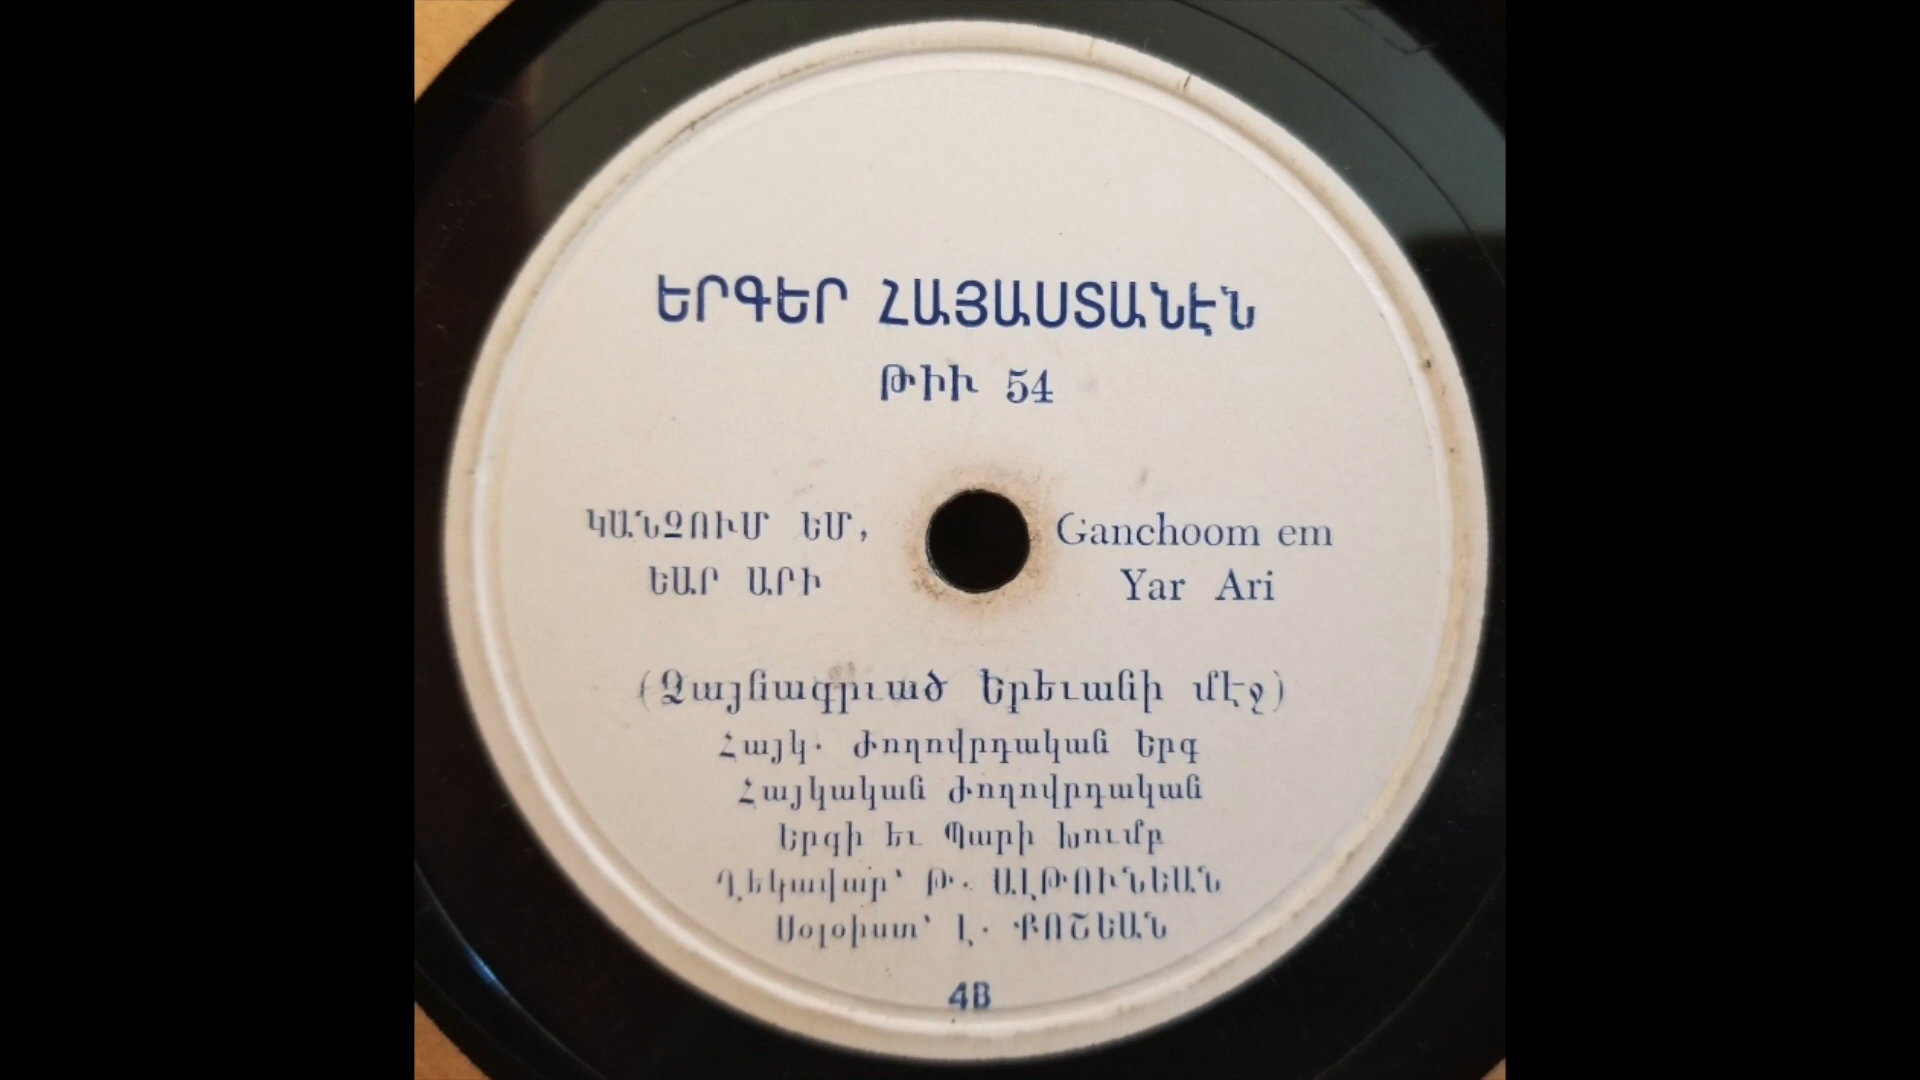 ԵՐԳԵՐ ՀԱՅԱՍՏԱՆԷՆ
ԹԻՒ 54
ԿԱՆՉՈՒՄ ԵՄ, Ganchoom em
ԵԱՐ ԱՐԻ Yar Ari
(Ձայնագրւած Երեւանի մէջ)
Հայկ. Ժողովրդական Երգ
Հայկական Ժողովրդական
Երգի եւ Պարի Խումբ
Ղեկավար՝ Թ. ԱԼԹՈՒՆԵԱՆ
Սօլօիստ՝ Լ. ՔՈՇԵԱՆ
4B